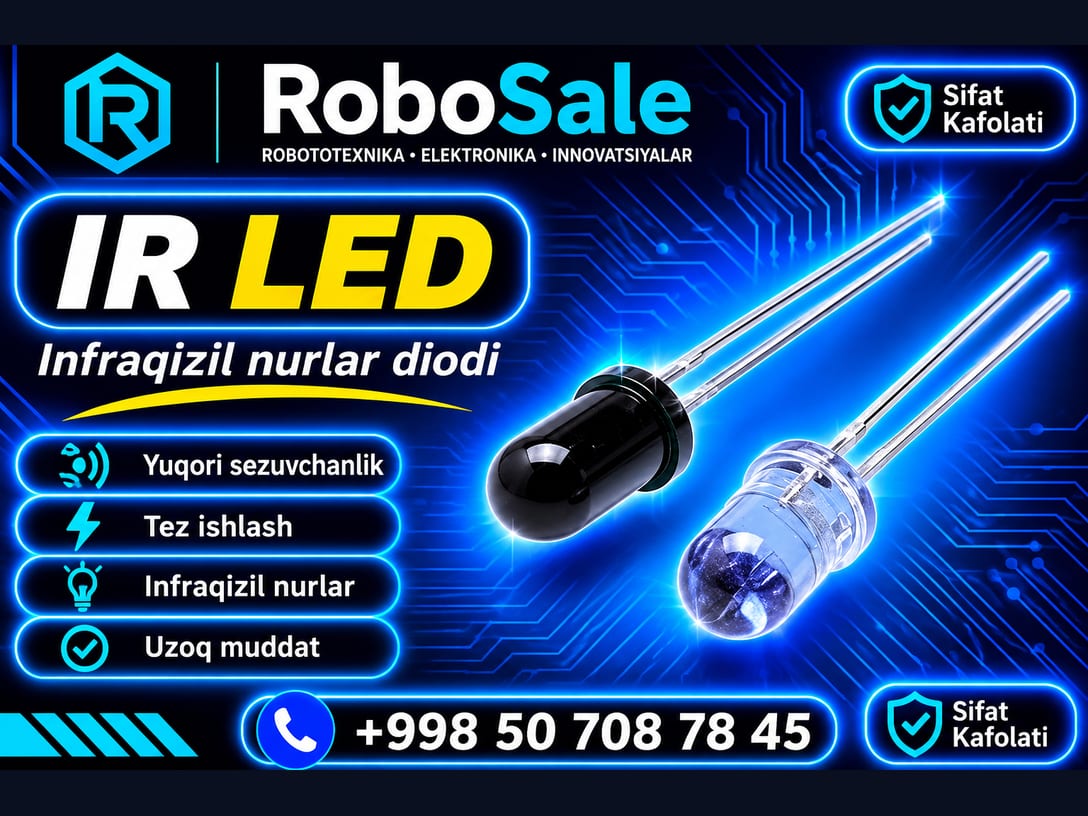 RoboSale
ROBOTOTEXNIKA • ELEKTRONIKA • INNOVATSIYALAR
Sifat
Kafolati
IR LED
Infraqizil nurlar diodi
Yuqori sezuvchanlik
Tez ishlash
Infraqizil nurlar
Uzoq muddat
+998 50 708 78 45
Sifat
Kafolati